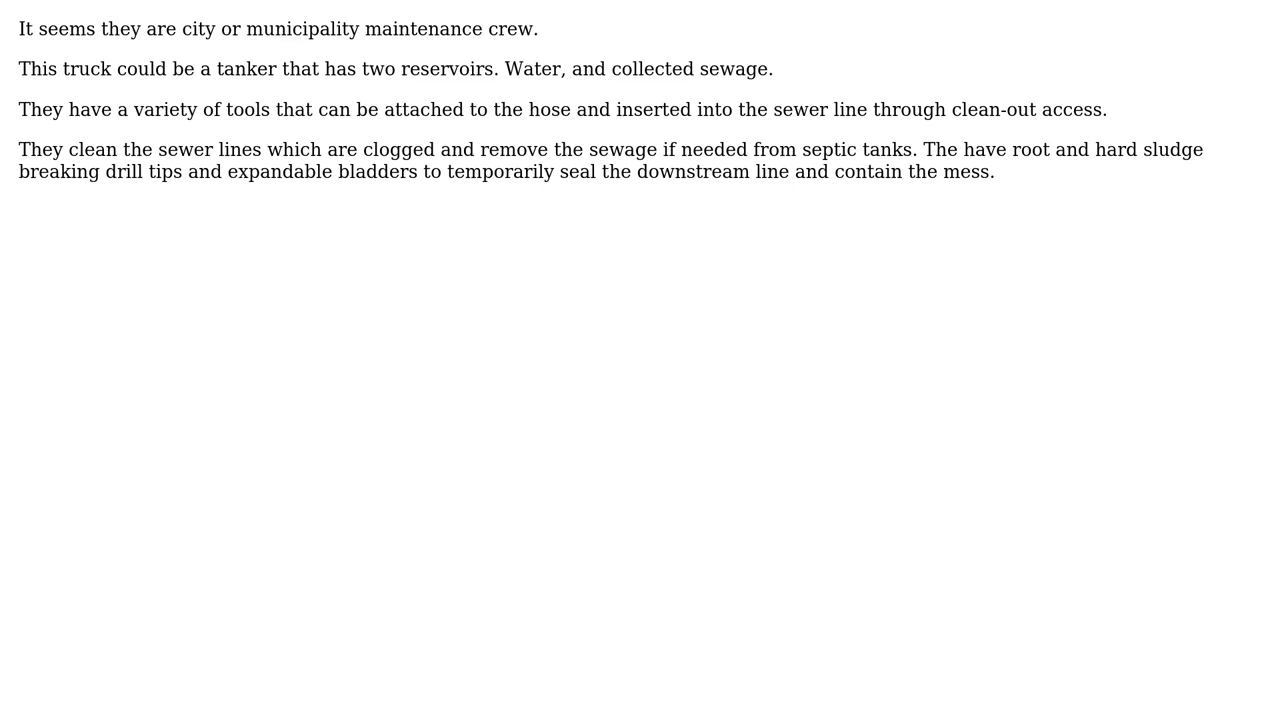 It seems they are city or municipality maintenance crew.
This truck could be a tanker that has two reservoirs. Water, and collected sewage.
They have a variety of tools that can be attached to the hose and inserted into the sewer line through clean-out access.
They clean the sewer lines which are clogged and remove the sewage if needed from septic tanks. The have root and hard sludge
breaking drill tips and expandable bladders to temporarily seal the downstream line and contain the mess.